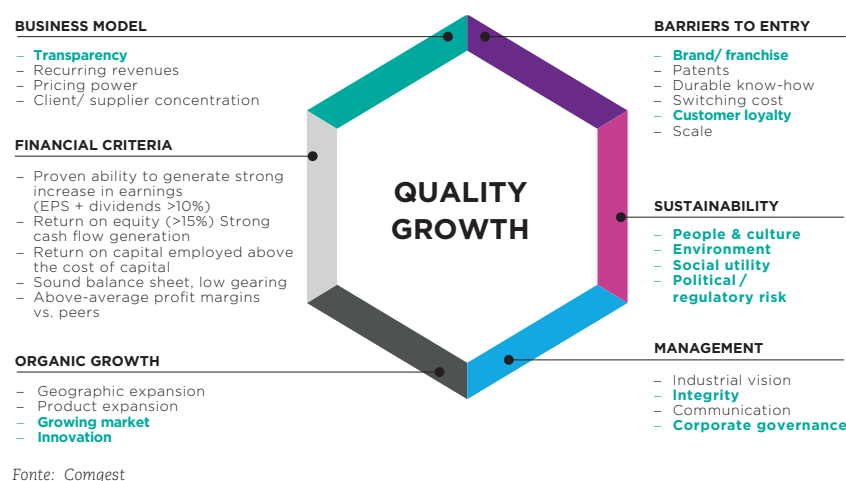 BUSINESS MODEL
– Transparency
– Recurring revenues
– Pricing power
– Client/ supplier concentration
FINANCIAL CRITERIA
– Proven ability to generate strong
increase in earnings
(EPS + dividends >10%)
– Return on equity (>15%) Strong
cash flow generation
– Return on capital employed above
the cost of capital
– Sound balance sheet, low gearing
– Above-average profit margins
vs. peers
ORGANIC GROWTH
– Geographic expansion
– Product expansion
– Growing market
– Innovation
QUALITY
GROWTH
BARRIERS TO ENTRY
– Brand/ franchise
– Patents
– Durable know-how
– Switching cost
– Customer loyalty
– Scale
SUSTAINABILITY
– People & culture
– Environment
– Social utility
– Political /
regulatory risk
MANAGEMENT
– Industrial vision
– Integrity
– Communication
– Corporate governance
Fonte: Comgest